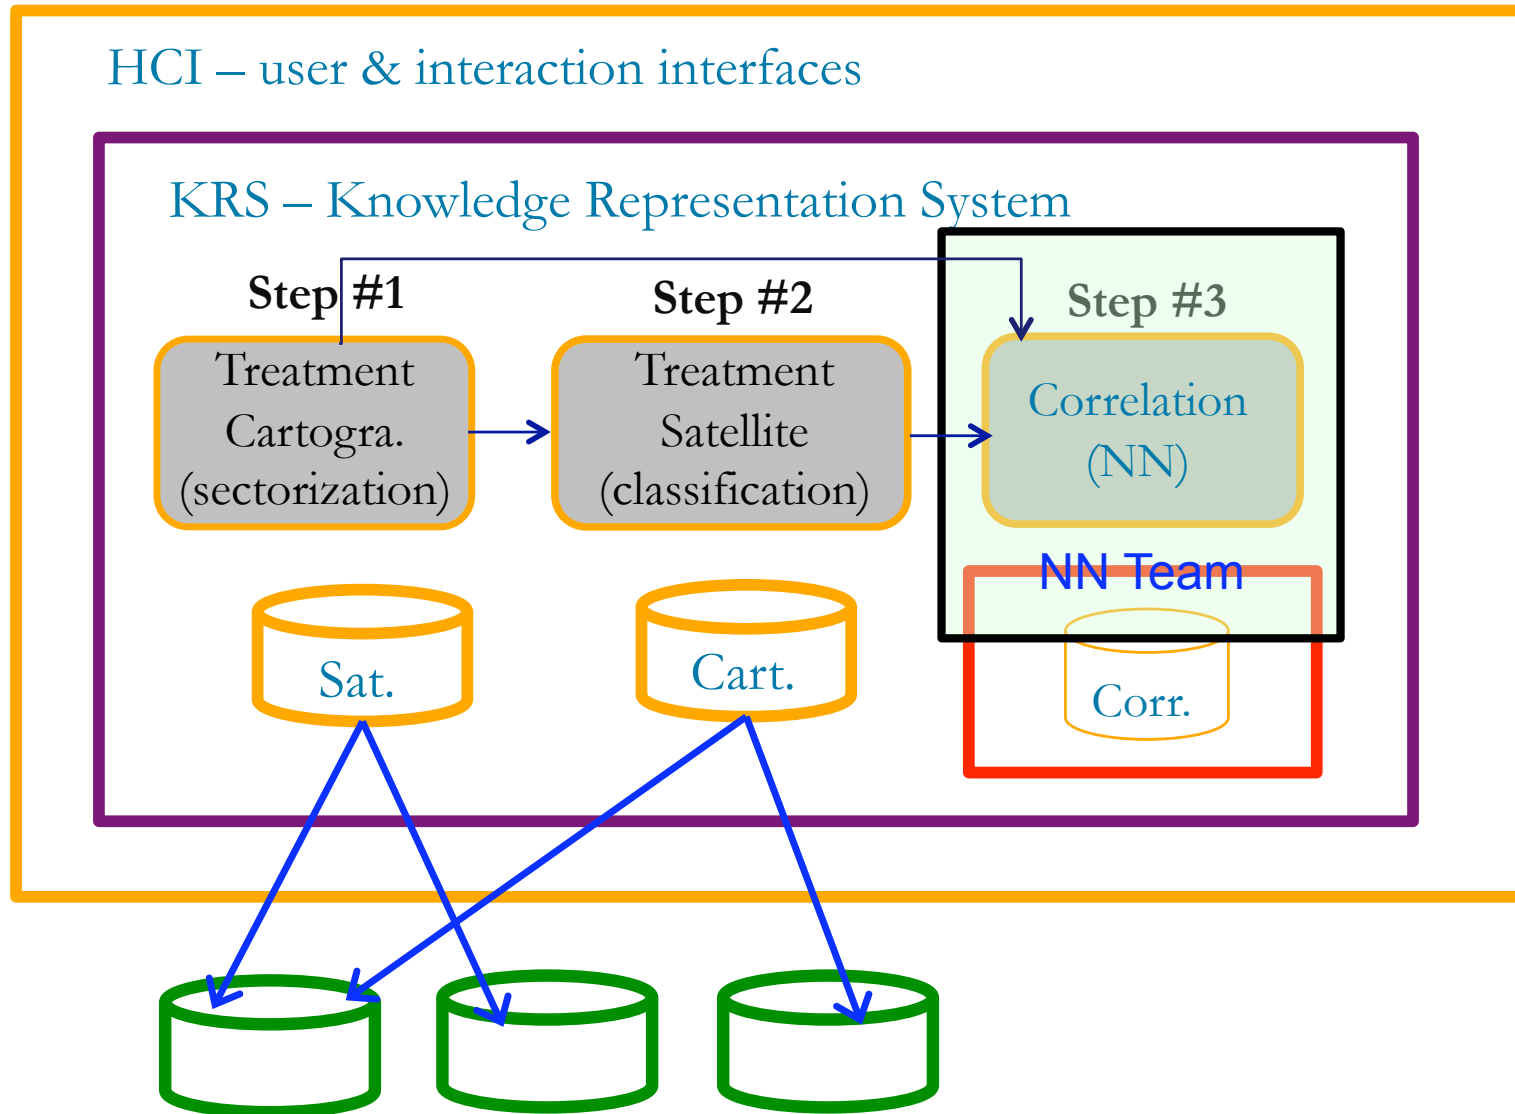 HCI – user & interaction interfaces
KRS – Knowledge Representation System
Step #1
Step #2
Step #3
Treatment
Cartogra.
(sectorization)
Treatment
Satellite
(classification)
Correlation
(NN)
NN Team
Sat.
Cart.
Corr.